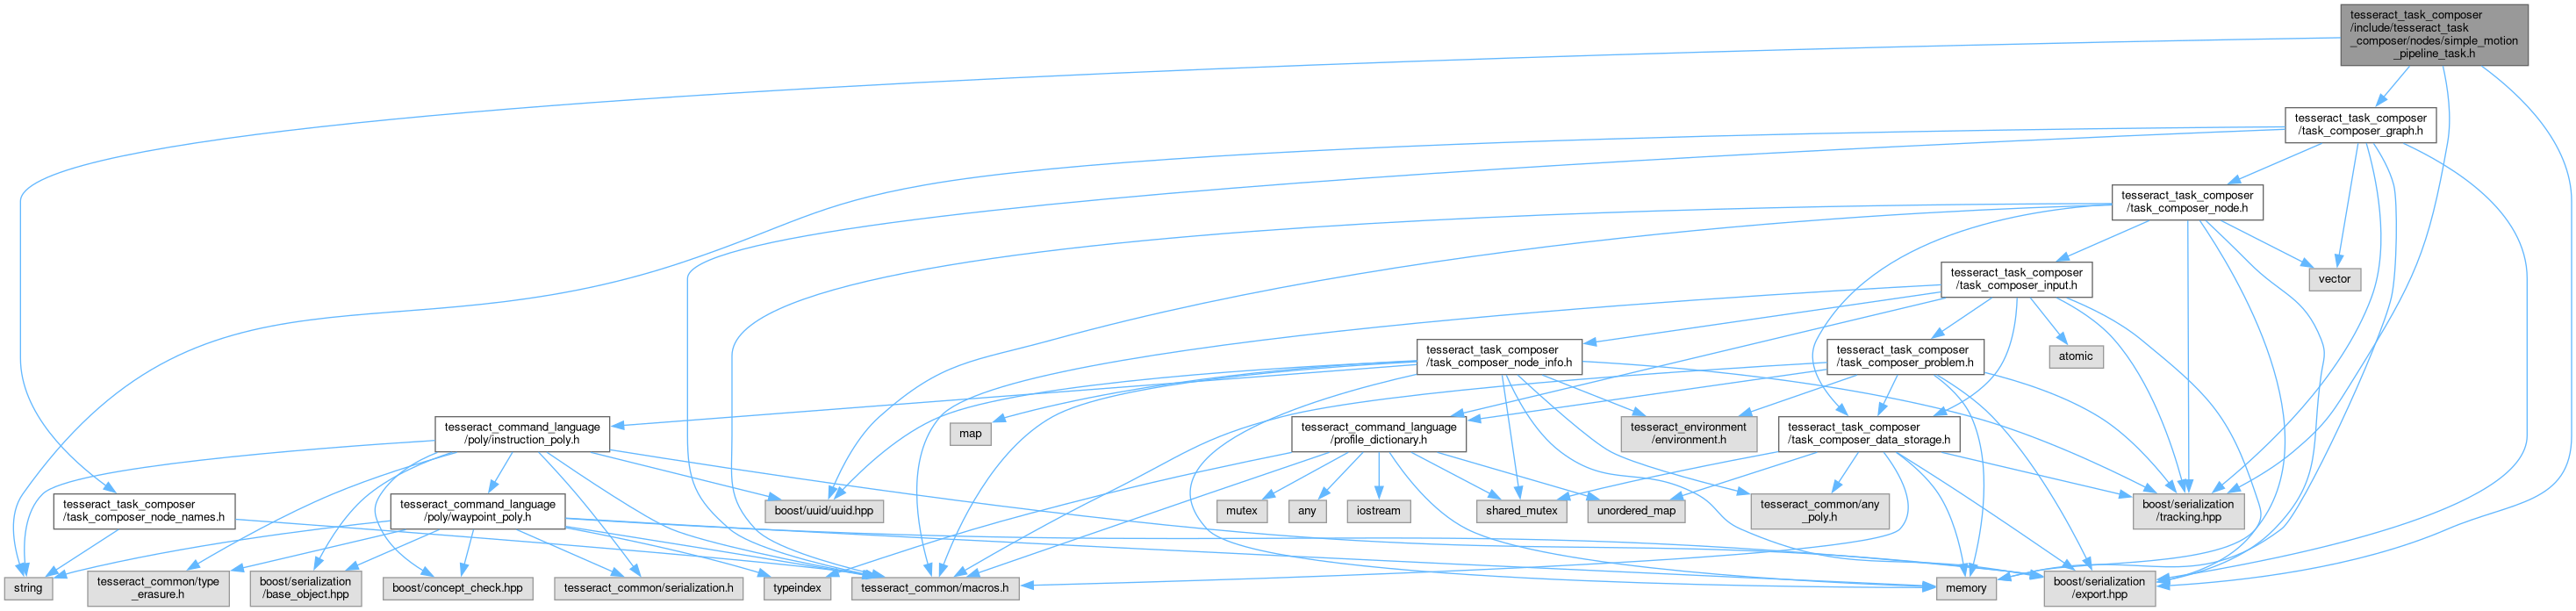 tesseract_task_composer
/include/tesseract_task
_composer/nodes/simple_motion
_pipeline_task.h
tesseract_task_composer
/task_composer_graph.h
tesseract_task_composer
/task_composer_node.h
tesseract_task_composer
/task_composer_input.h
vector
tesseract_task_composer
/task_composer_node_info.h
tesseract_task_composer
/task_composer_problem.h
atomic
tesseract_command_language
/poly/instruction_poly.h
map
tesseract_command_language
/profile_dictionary.h
tesseract_environment
/environment.h
tesseract_task_composer
/task_composer_data_storage.h
tesseract_task_composer
/task_composer_node_names.h
tesseract_command_language
/poly/waypoint_poly.h
boost/uuid/uuid.hpp
mutex
any
iostream
shared_mutex
unordered_map
tesseract_common/any
_poly.h
boost/serialization
/tracking.hpp
string
tesseract_common/type
_erasure.h
boost/serialization
/base_object.hpp
boost/concept_check.hpp
tesseract_common/serialization.h
typeindex
tesseract_common/macros.h
memory
boost/serialization
/export.hpp